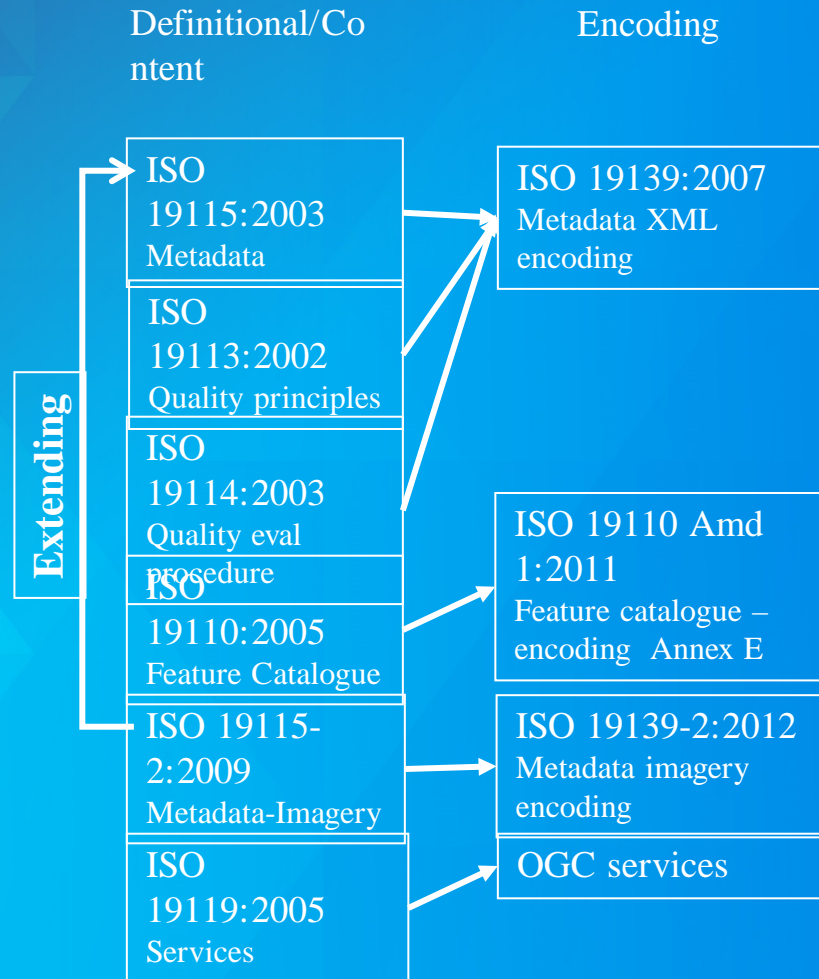 Definitional/Co
ntent
Encoding
ISO
19115:2003
Metadata
ISO 19139:2007
Metadata XML
encoding
ISO
19113:2002
Quality principles
Extending
ISO
19114:2003
Quality eval
procedure
ISO
19110:2005
Feature Catalogue
ISO 19110 Amd
1:2011
Feature catalogue –
encoding Annex E
ISO 19115-
2:2009
Metadata-Imagery
ISO 19139-2:2012
Metadata imagery
encoding
ISO
19119:2005
Services
OGC services